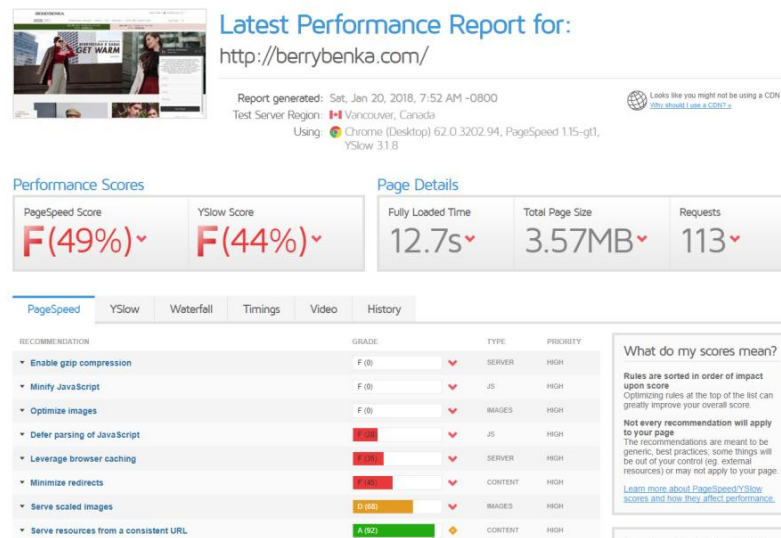 BERRYBENKA
GET WARM
Latest Performance Report for:
http://berrybenka.com/
Report generated: Sat, Jan 20, 2018, 7:52 AM -0800
Test Server Region: Vancouver, Canada
Using: Chrome (Desktop) 62.0.3202.94, PageSpeed 1.15-gt1,
YSlow 3.1.8
Looks like you might not be using a CDN
Why should I use a CDN? »
Performance Scores
PageSpeed Score
F(49%)
YSlow Score
F(44%)
Page Details
Fully Loaded Time
12.7s
Total Page Size
3.57MB
Requests
113
PageSpeed YSlow Waterfall Timings Video History
RECOMMENDATION GRADE TYPE PRIORITY
Enable gzip compression F (0) SERVER HIGH
Minify JavaScript F (0) JS HIGH
Optimize images F (0) IMAGES HIGH
Defer parsing of JavaScript JS HIGH
Leverage browser caching F (35) SERVER HIGH
Minimize redirects F (45) CONTENT HIGH
Serve scaled images D (68) IMAGES HIGH
Serve resources from a consistent URL A (92) CONTENT HIGH
What do my scores mean?
Rules are sorted in order of impact
upon score
Optimizing rules at the top of the list can
greatly improve your overall score.
Not every recommendation will apply
to your page
The recommendations are meant to be
generic, best practices; some things will
be out of your control (eg. external
resources) or may not apply to your page.
Learn more about PageSpeed/YSlow
scores and how they affect performance.